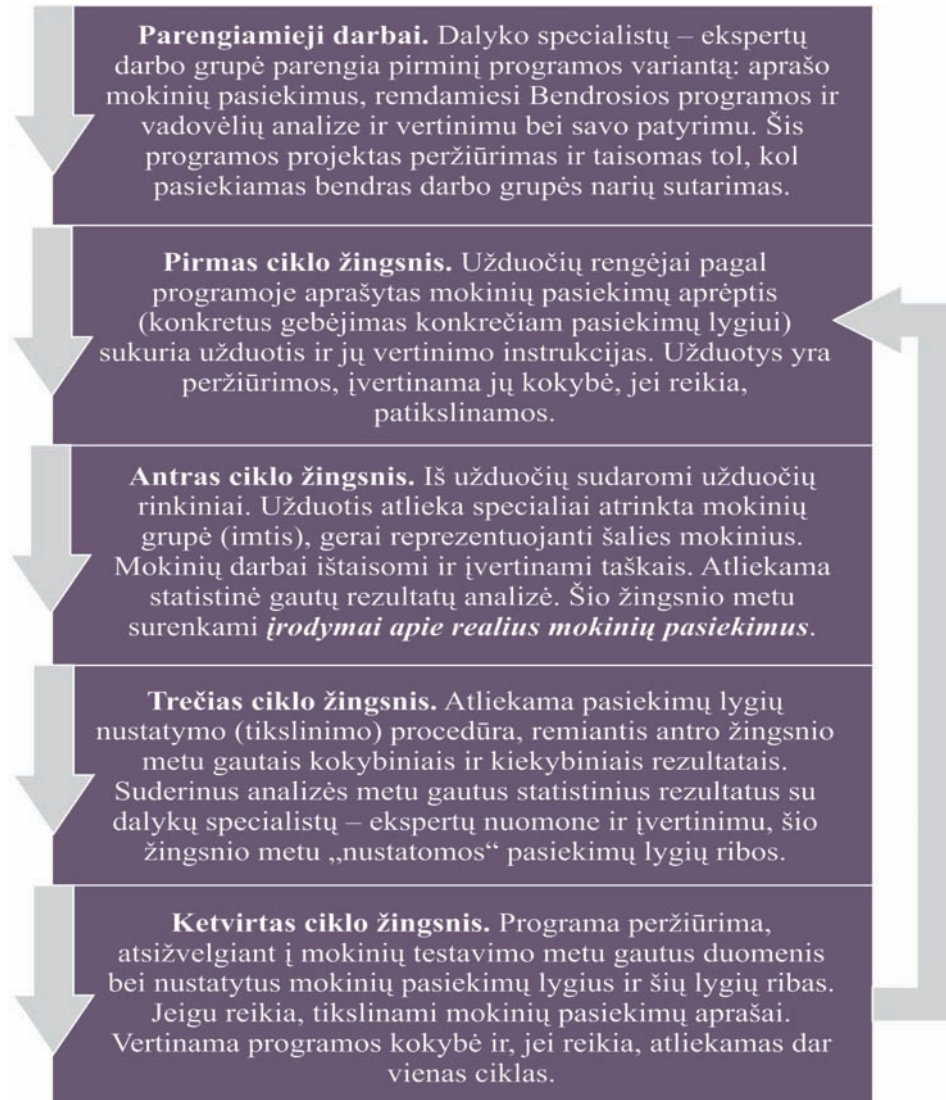 Parengiamieji darbai. Dalyko specialistų – ekspertų
darbo grupė parengia pirminį programos variantą: aprašo
mokinių pasiekimus, remdamiesi Bendrosios programos ir
vadovėlių analize ir vertinimu bei savo patyrimu. Šis
programos projektas peržiūrimas ir taisomas tol, kol
pasiekiamas bendras darbo grupės narių sutarimas.
Pirmas ciklo žingsnis. Užduočių rengėjai pagal
programoje aprašytas mokinių pasiekimų aprėptis
(konkretus gebėjimas konkrečiam pasiekimų lygiui)
sukuria užduotis ir jų vertinimo instrukcijas. Užduotys yra
peržiūrimos, įvertinama jų kokybė, jei reikia,
patikslinamos.
Antras ciklo žingsnis. Iš užduočių sudaromi užduočių
rinkiniai. Užduotis atlieka specialiai atrinkta mokinių
grupė (imtis), gerai reprezentuojanti šalies mokinius.
Mokinių darbai ištaisomi ir įvertinami taškais. Atliekama
statistinė gautų rezultatų analizė. Šio žingsnio metu
surenkami įrodymai apie realius mokinių pasiekimus.
Trečias ciklo žingsnis. Atliekama pasiekimų lygių
nustatymo (tikslinimo) procedūra, remiantis antro žingsnio
metu gautais kokybiniais ir kiekybiniais rezultatais.
Suderinus analizės metu gautus statistinius rezultatus su
dalykų specialistų – ekspertų nuomone ir įvertinimu, šio
žingsnio metu „nustatomos“ pasiekimų lygių ribos.
Ketvirtas ciklo žingsnis. Programa peržiūrima,
atsižvelgiant į mokinių testavimo metu gautus duomenis
bei nustatytus mokinių pasiekimų lygius ir šių lygių ribas.
Jeigu reikia, tikslinami mokinių pasiekimų aprašai.
Vertinama programos kokybė ir, jei reikia, atliekamas dar
vienas ciklas.